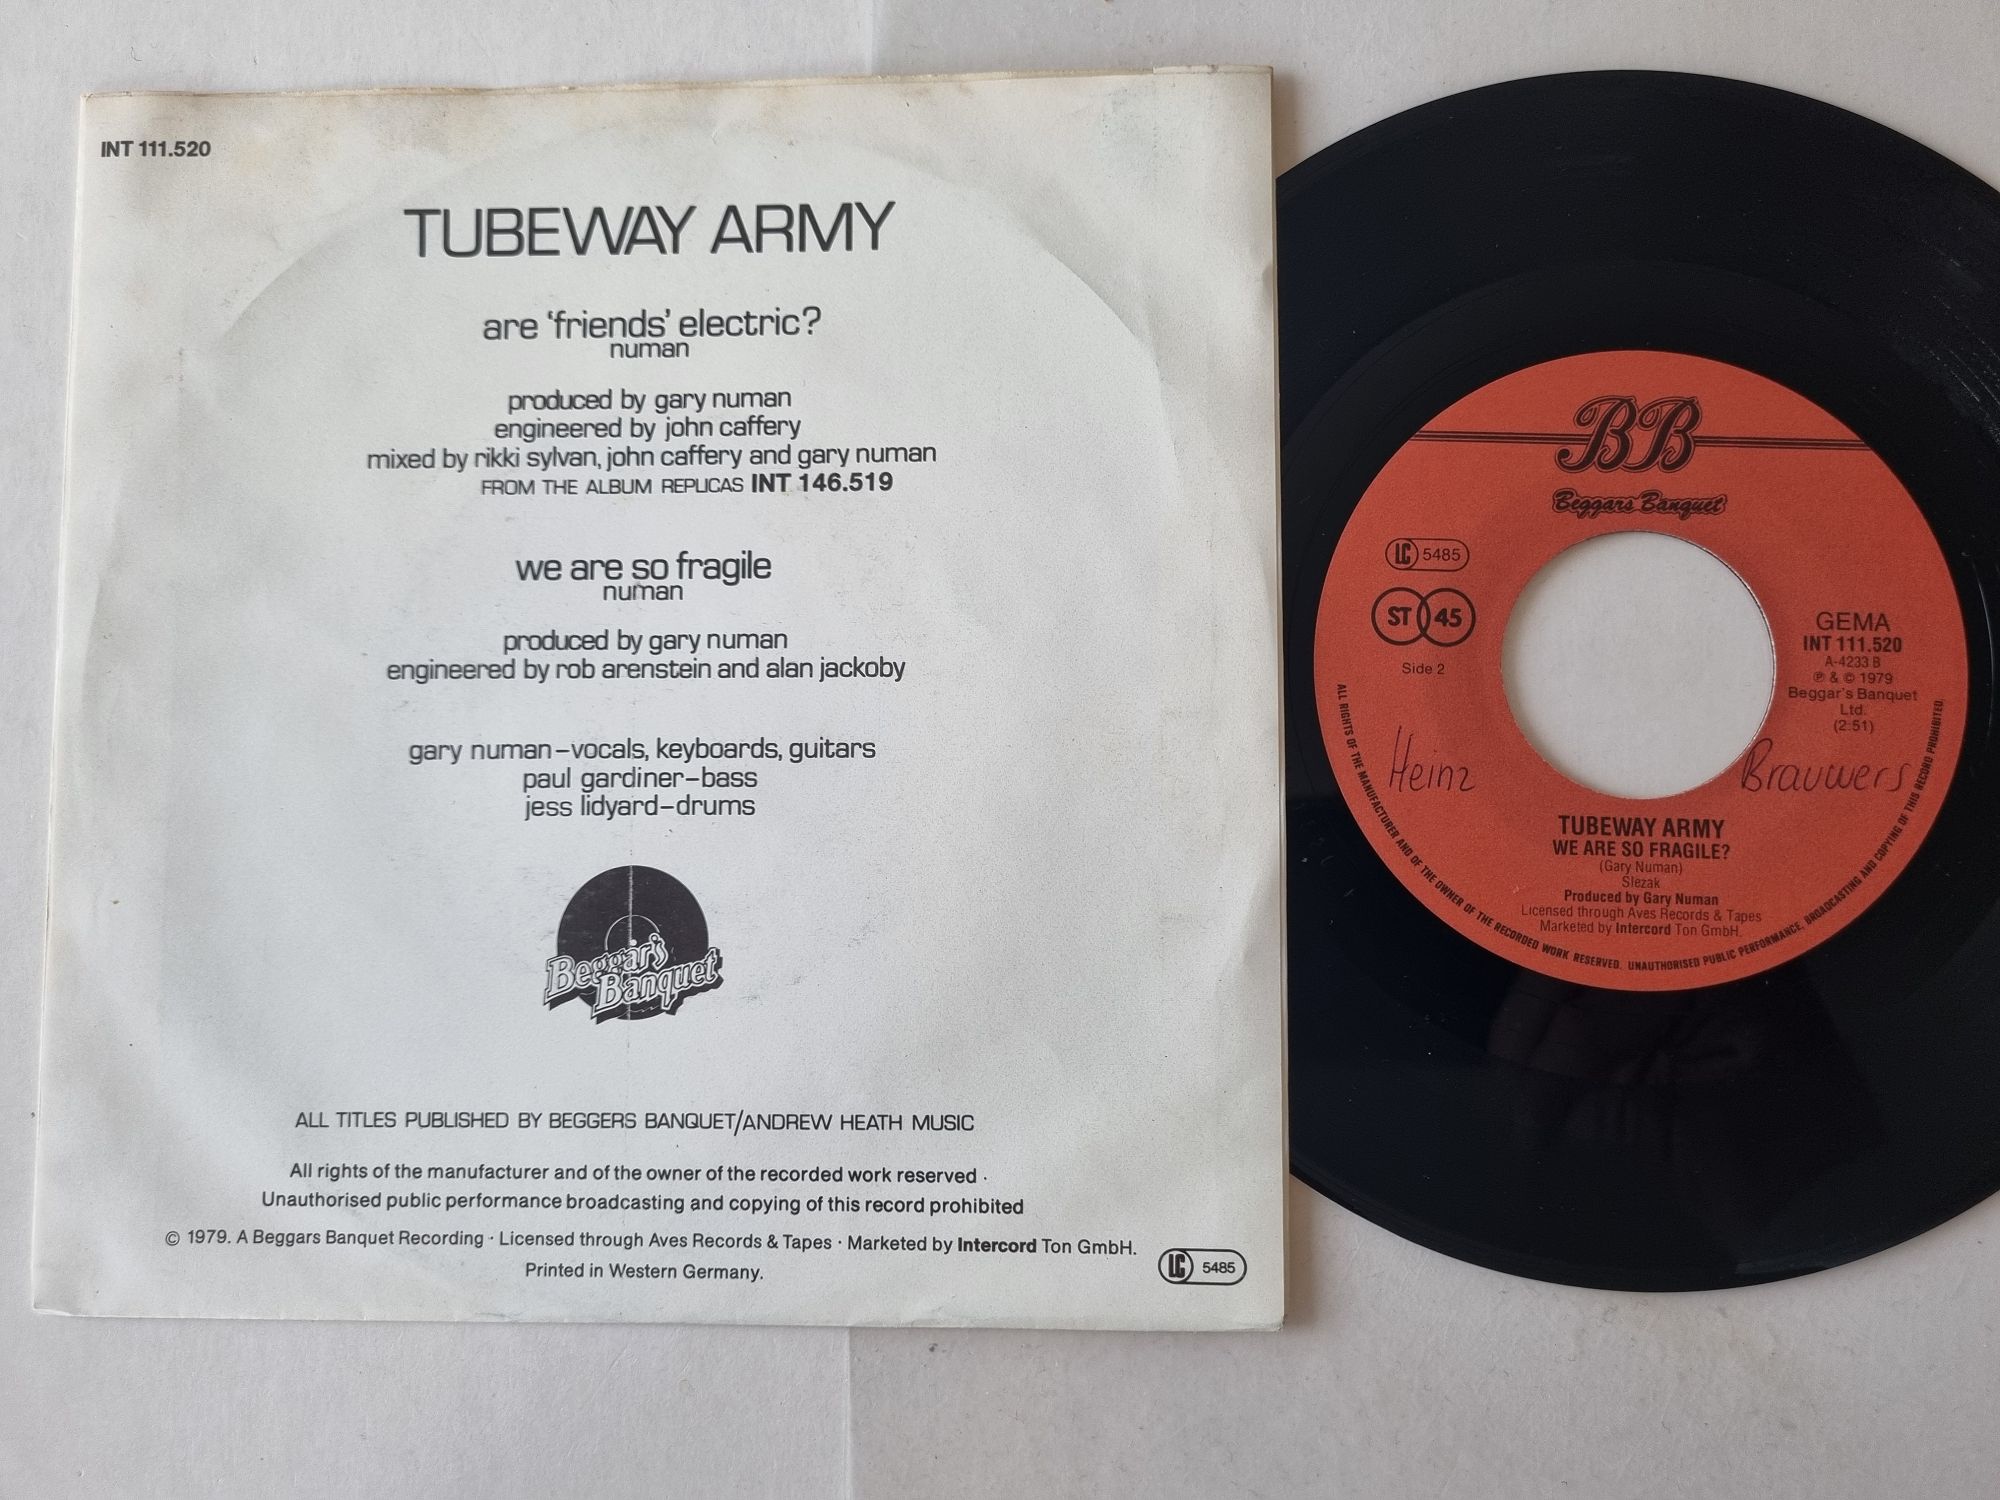 INT 111.520
TUBEWAY ARMY
are 'friends' electric?
numan
produced by gary numan
engineered by john caffery
mixed by rikki sylvan, john caffery and gary numan
FROM THE ALBUM REPLICAS INT 146.519
we are so fragile
numan
produced by gary numan
engineered by rob arenstein and alan jackoby
gary numan–vocals, keyboards, guitars
paul gardiner–bass
jess lidyard–drums
Beggar's
Banquet
ALL TITLES PUBLISHED BY BEGGERS BANQUET/ANDREW HEATH MUSIC
All rights of the manufacturer and of the owner of the recorded work reserved ·
Unauthorised public performance broadcasting and copying of this record prohibited
© 1979. A Beggars Banquet Recording · Licensed through Aves Records & Tapes · Marketed by Intercord Ton GmbH.
Printed in Western Germany.
LC 5485
BB
Beggars Banquet
LC 5485
ST 45
Side 2
GEMA
INT 111.520
A-4233 B
℗ & © 1979
Beggar's Banquet
Ltd.
(2:51)
Heinz Brauwers
TUBEWAY ARMY
WE ARE SO FRAGILE?
(Gary Numan)
Slezak
Produced by Gary Numan
Licensed through Aves Records & Tapes
Marketed by Intercord Ton GmbH.
ALL RIGHTS OF THE MANUFACTURER AND OF THE OWNER OF THE RECORDED WORK RESERVED. UNAUTHORISED PUBLIC PERFORMANCE, BROADCASTING AND COPYING OF THIS RECORD PROHIBITED.